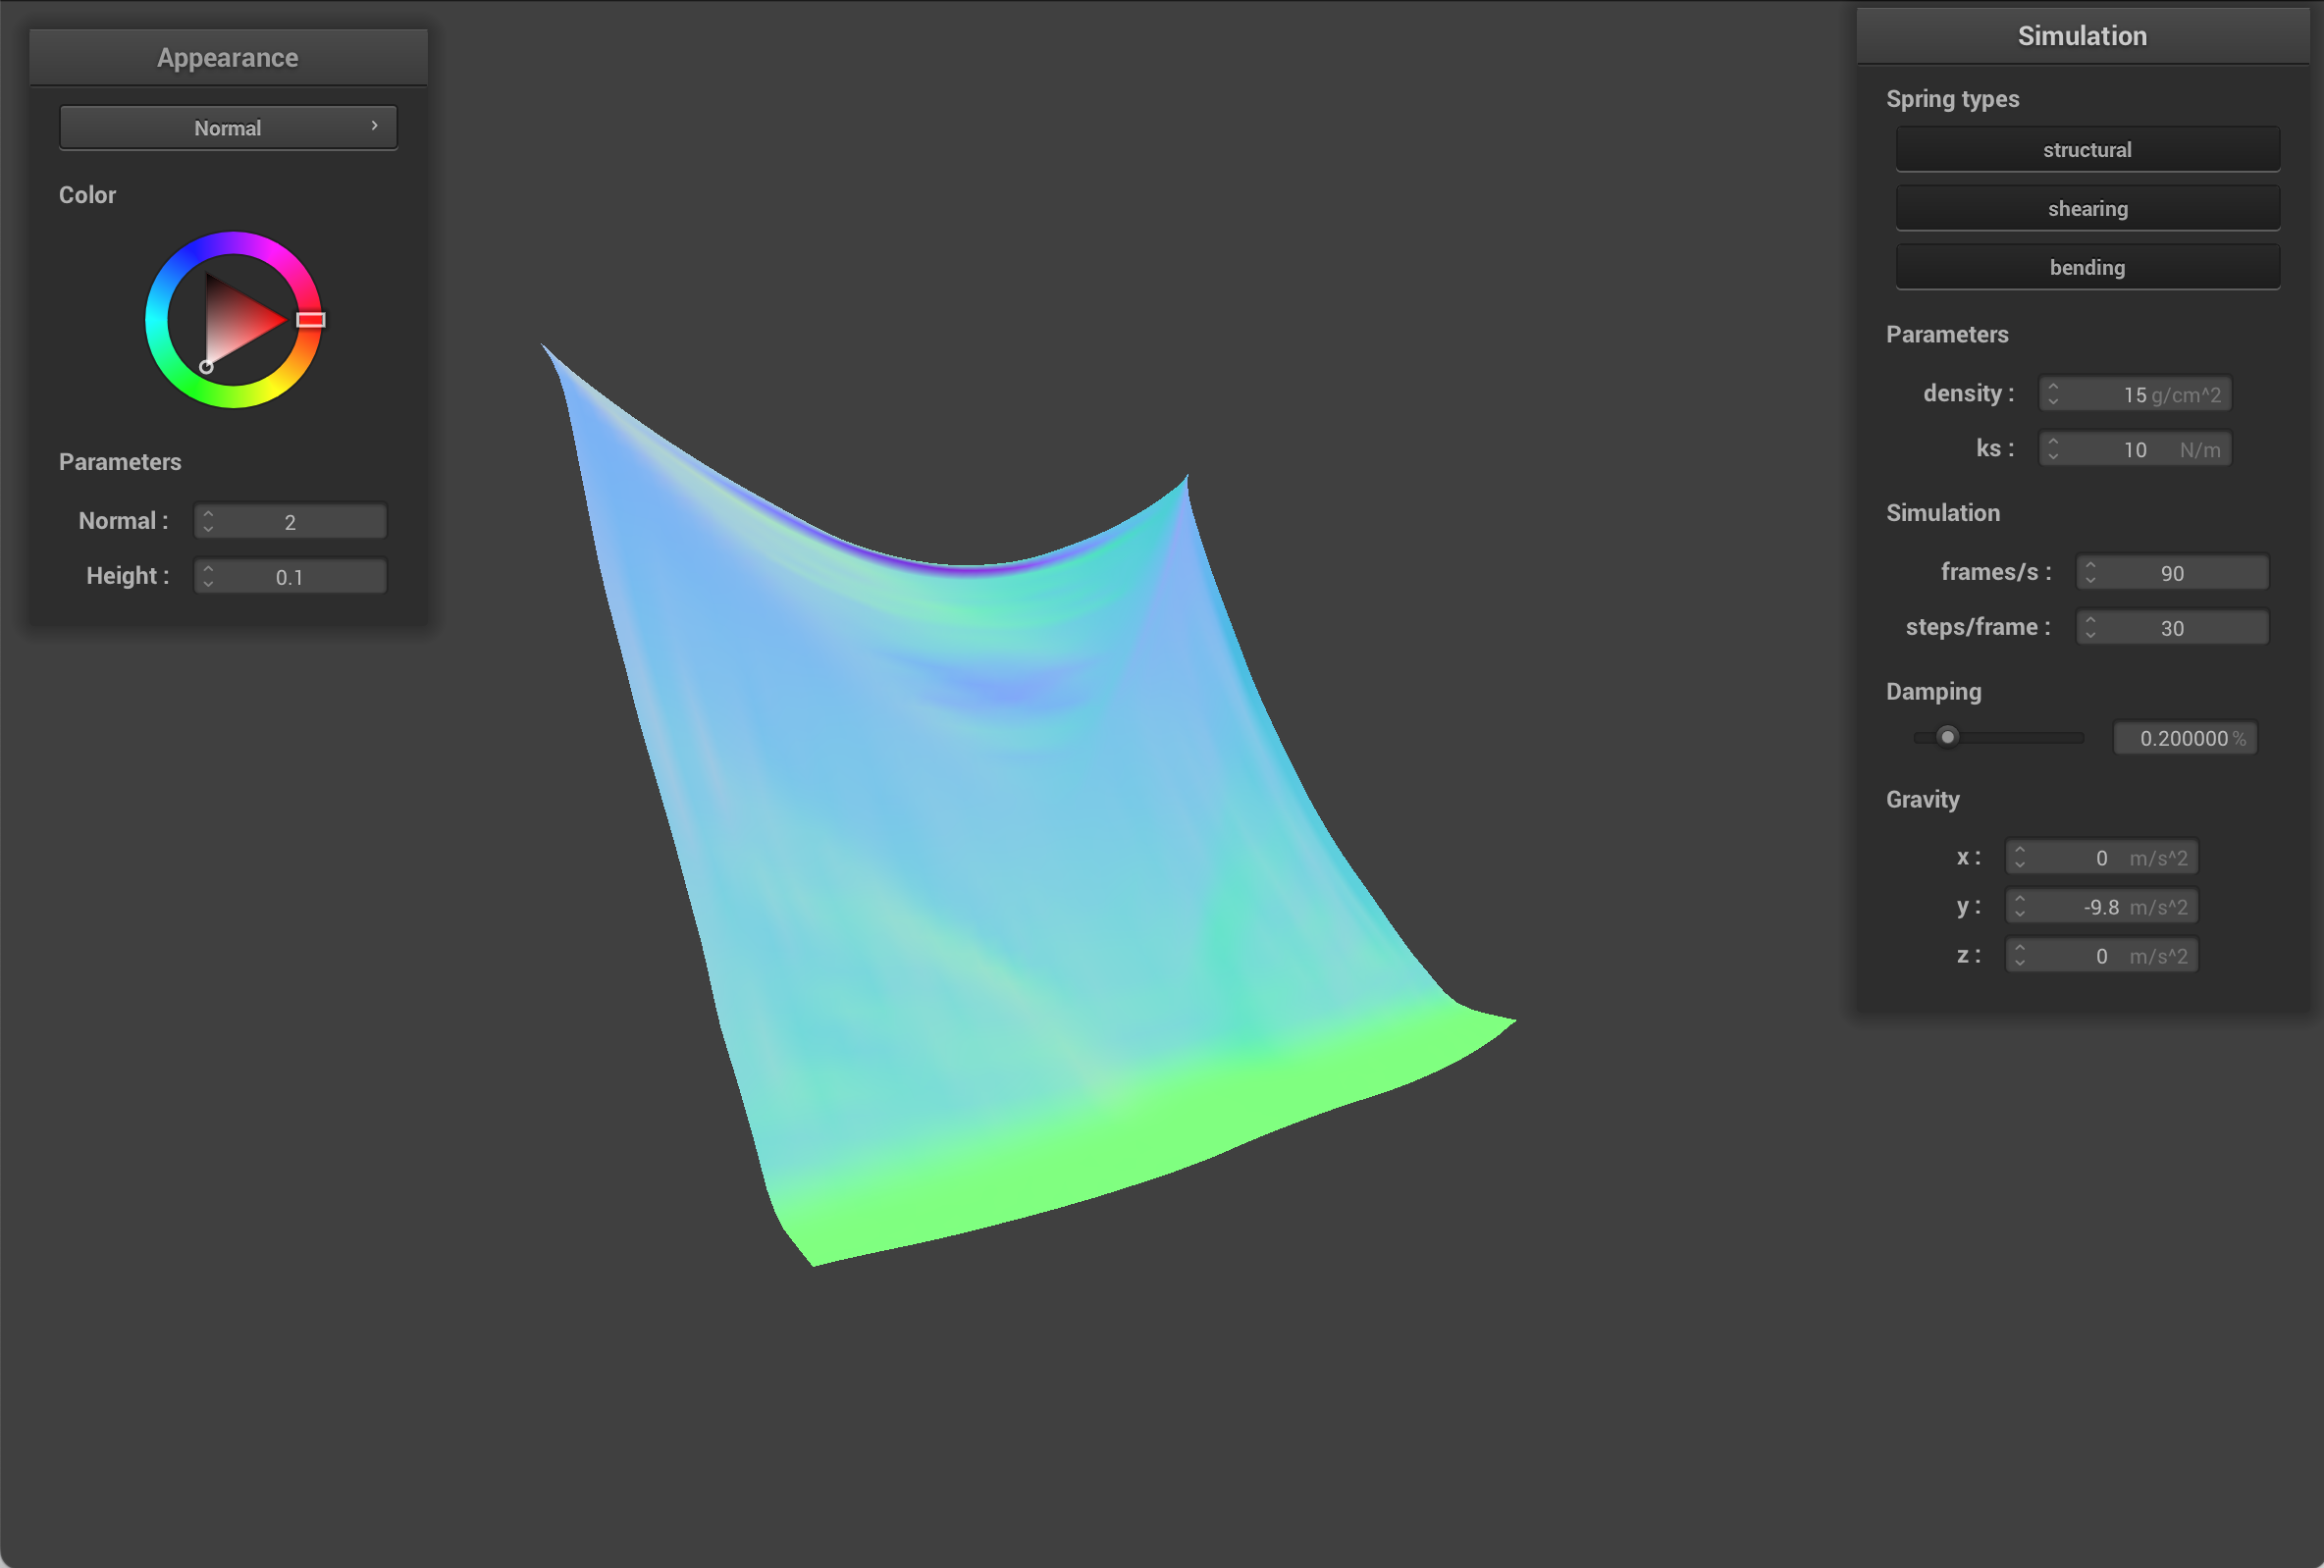 Appearance
Normal
Color
Parameters
Normal : 2
Height : 0.1
Simulation
Spring types
structural
shearing
bending
Parameters
density : 15 g/cm^2
ks : 10 N/m
Simulation
frames/s : 90
steps/frame : 30
Damping
0.200000 %
Gravity
x : 0 m/s^2
y : -9.8 m/s^2
z : 0 m/s^2